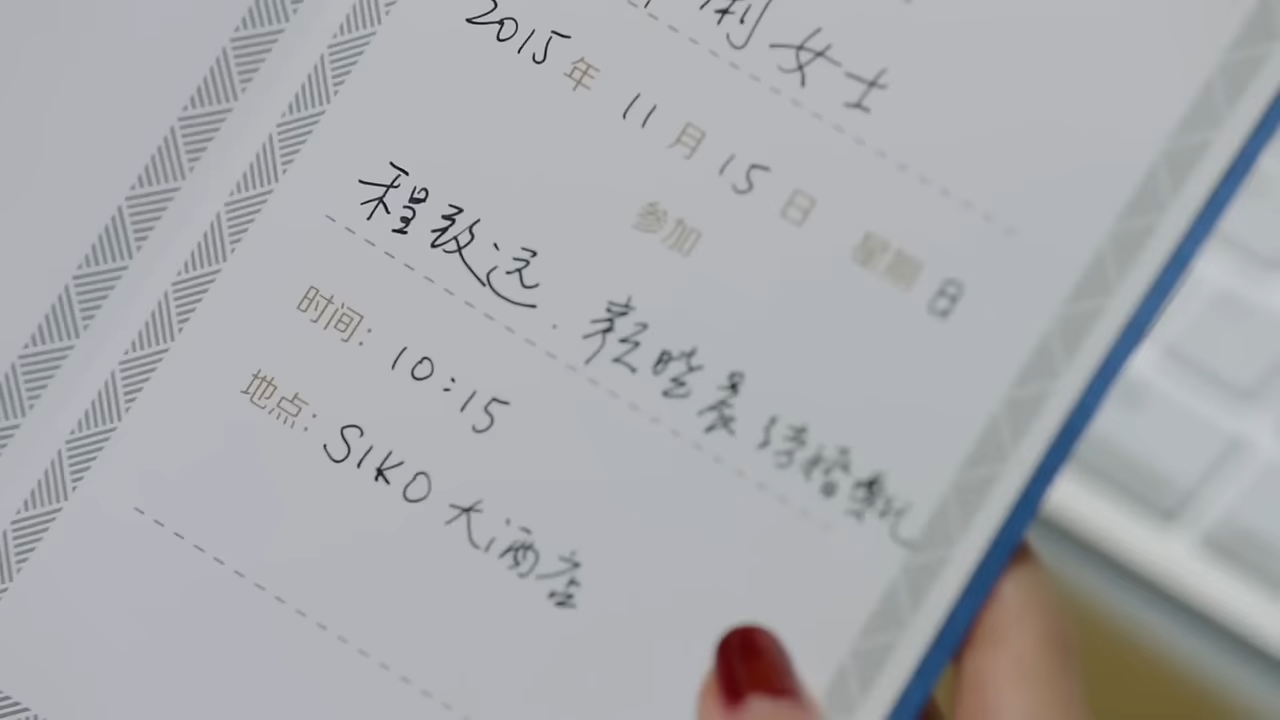 利女士
2015年 11月15日 星期日
参加
程致远·颜晓晨结婚典礼
时间：10:15
地点：SIKO大酒店